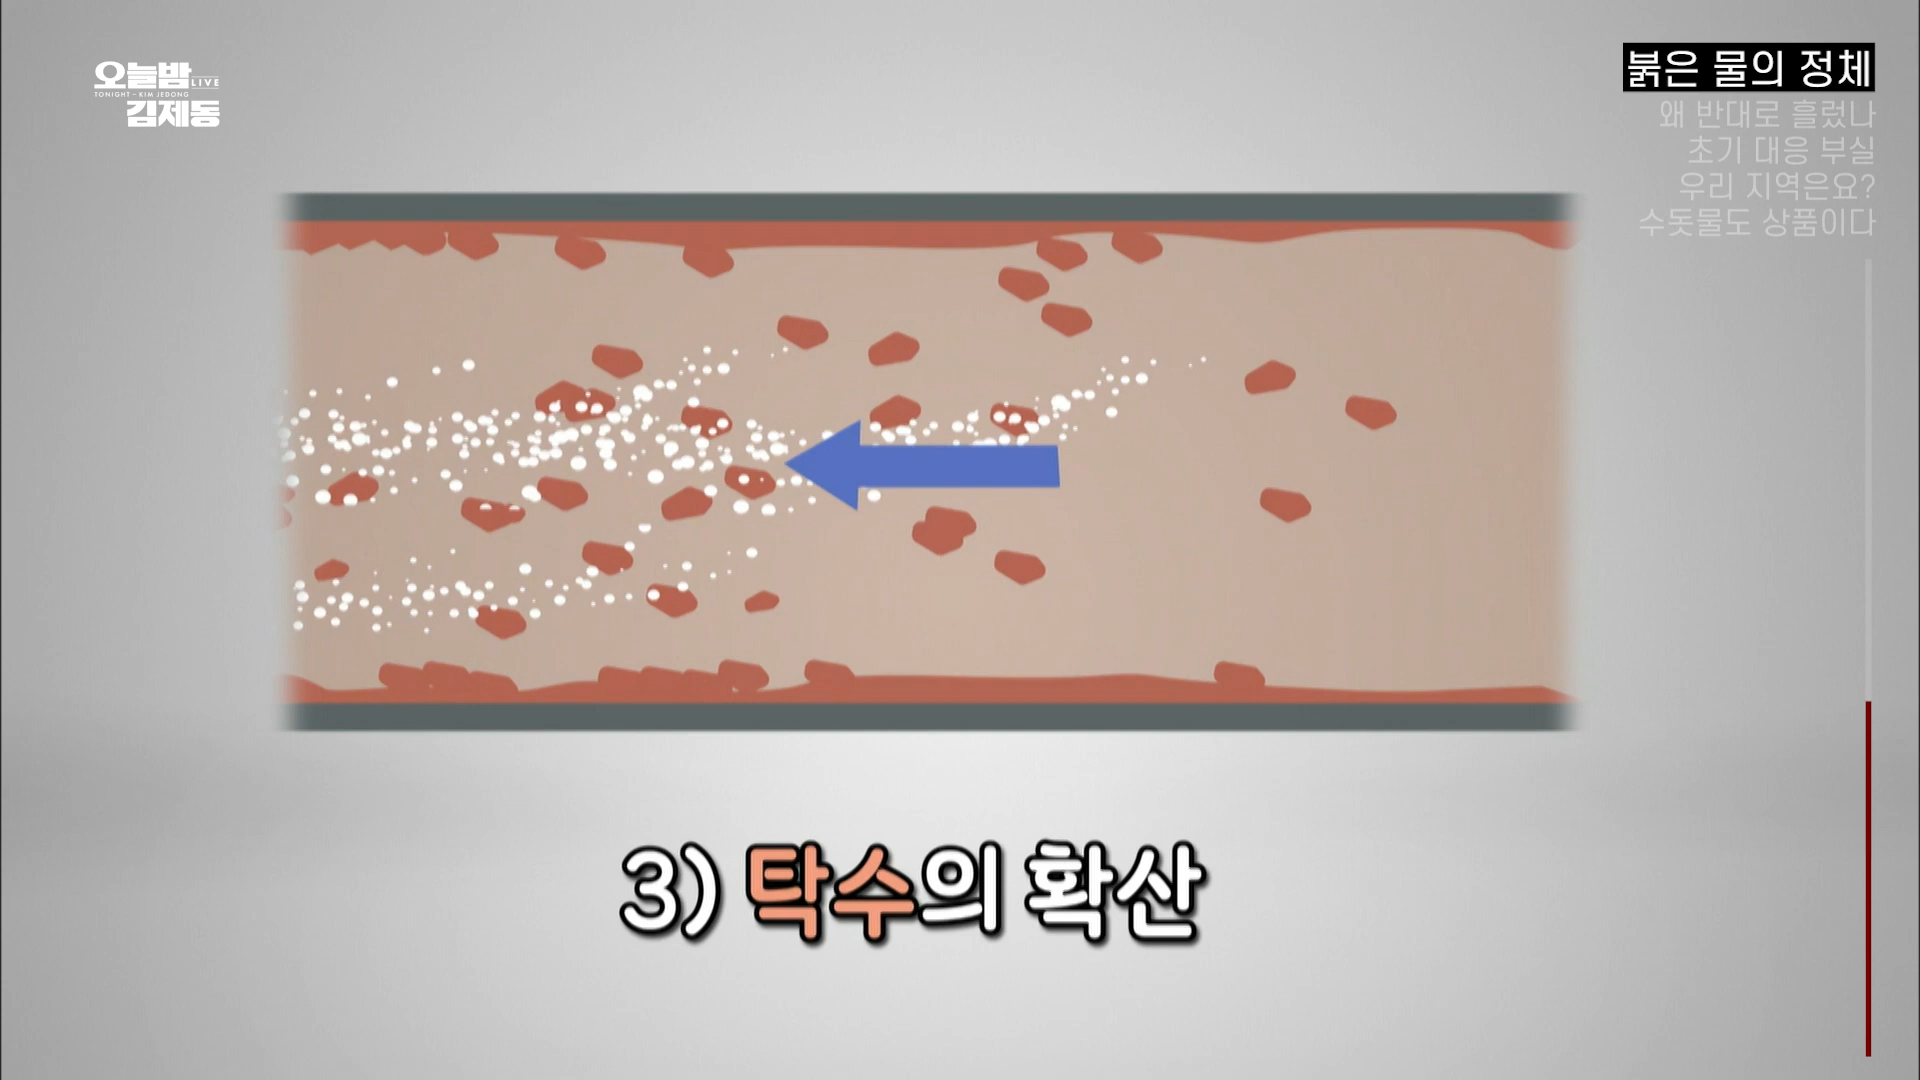 오늘밤 LIVE
TONIGHT - KIM JEDONG
김제동
붉은 물의 정체
왜 반대로 흘렀나
초기 대응 부실
우리 지역은요?
수돗물도 상품이다
3) 탁수의 확산